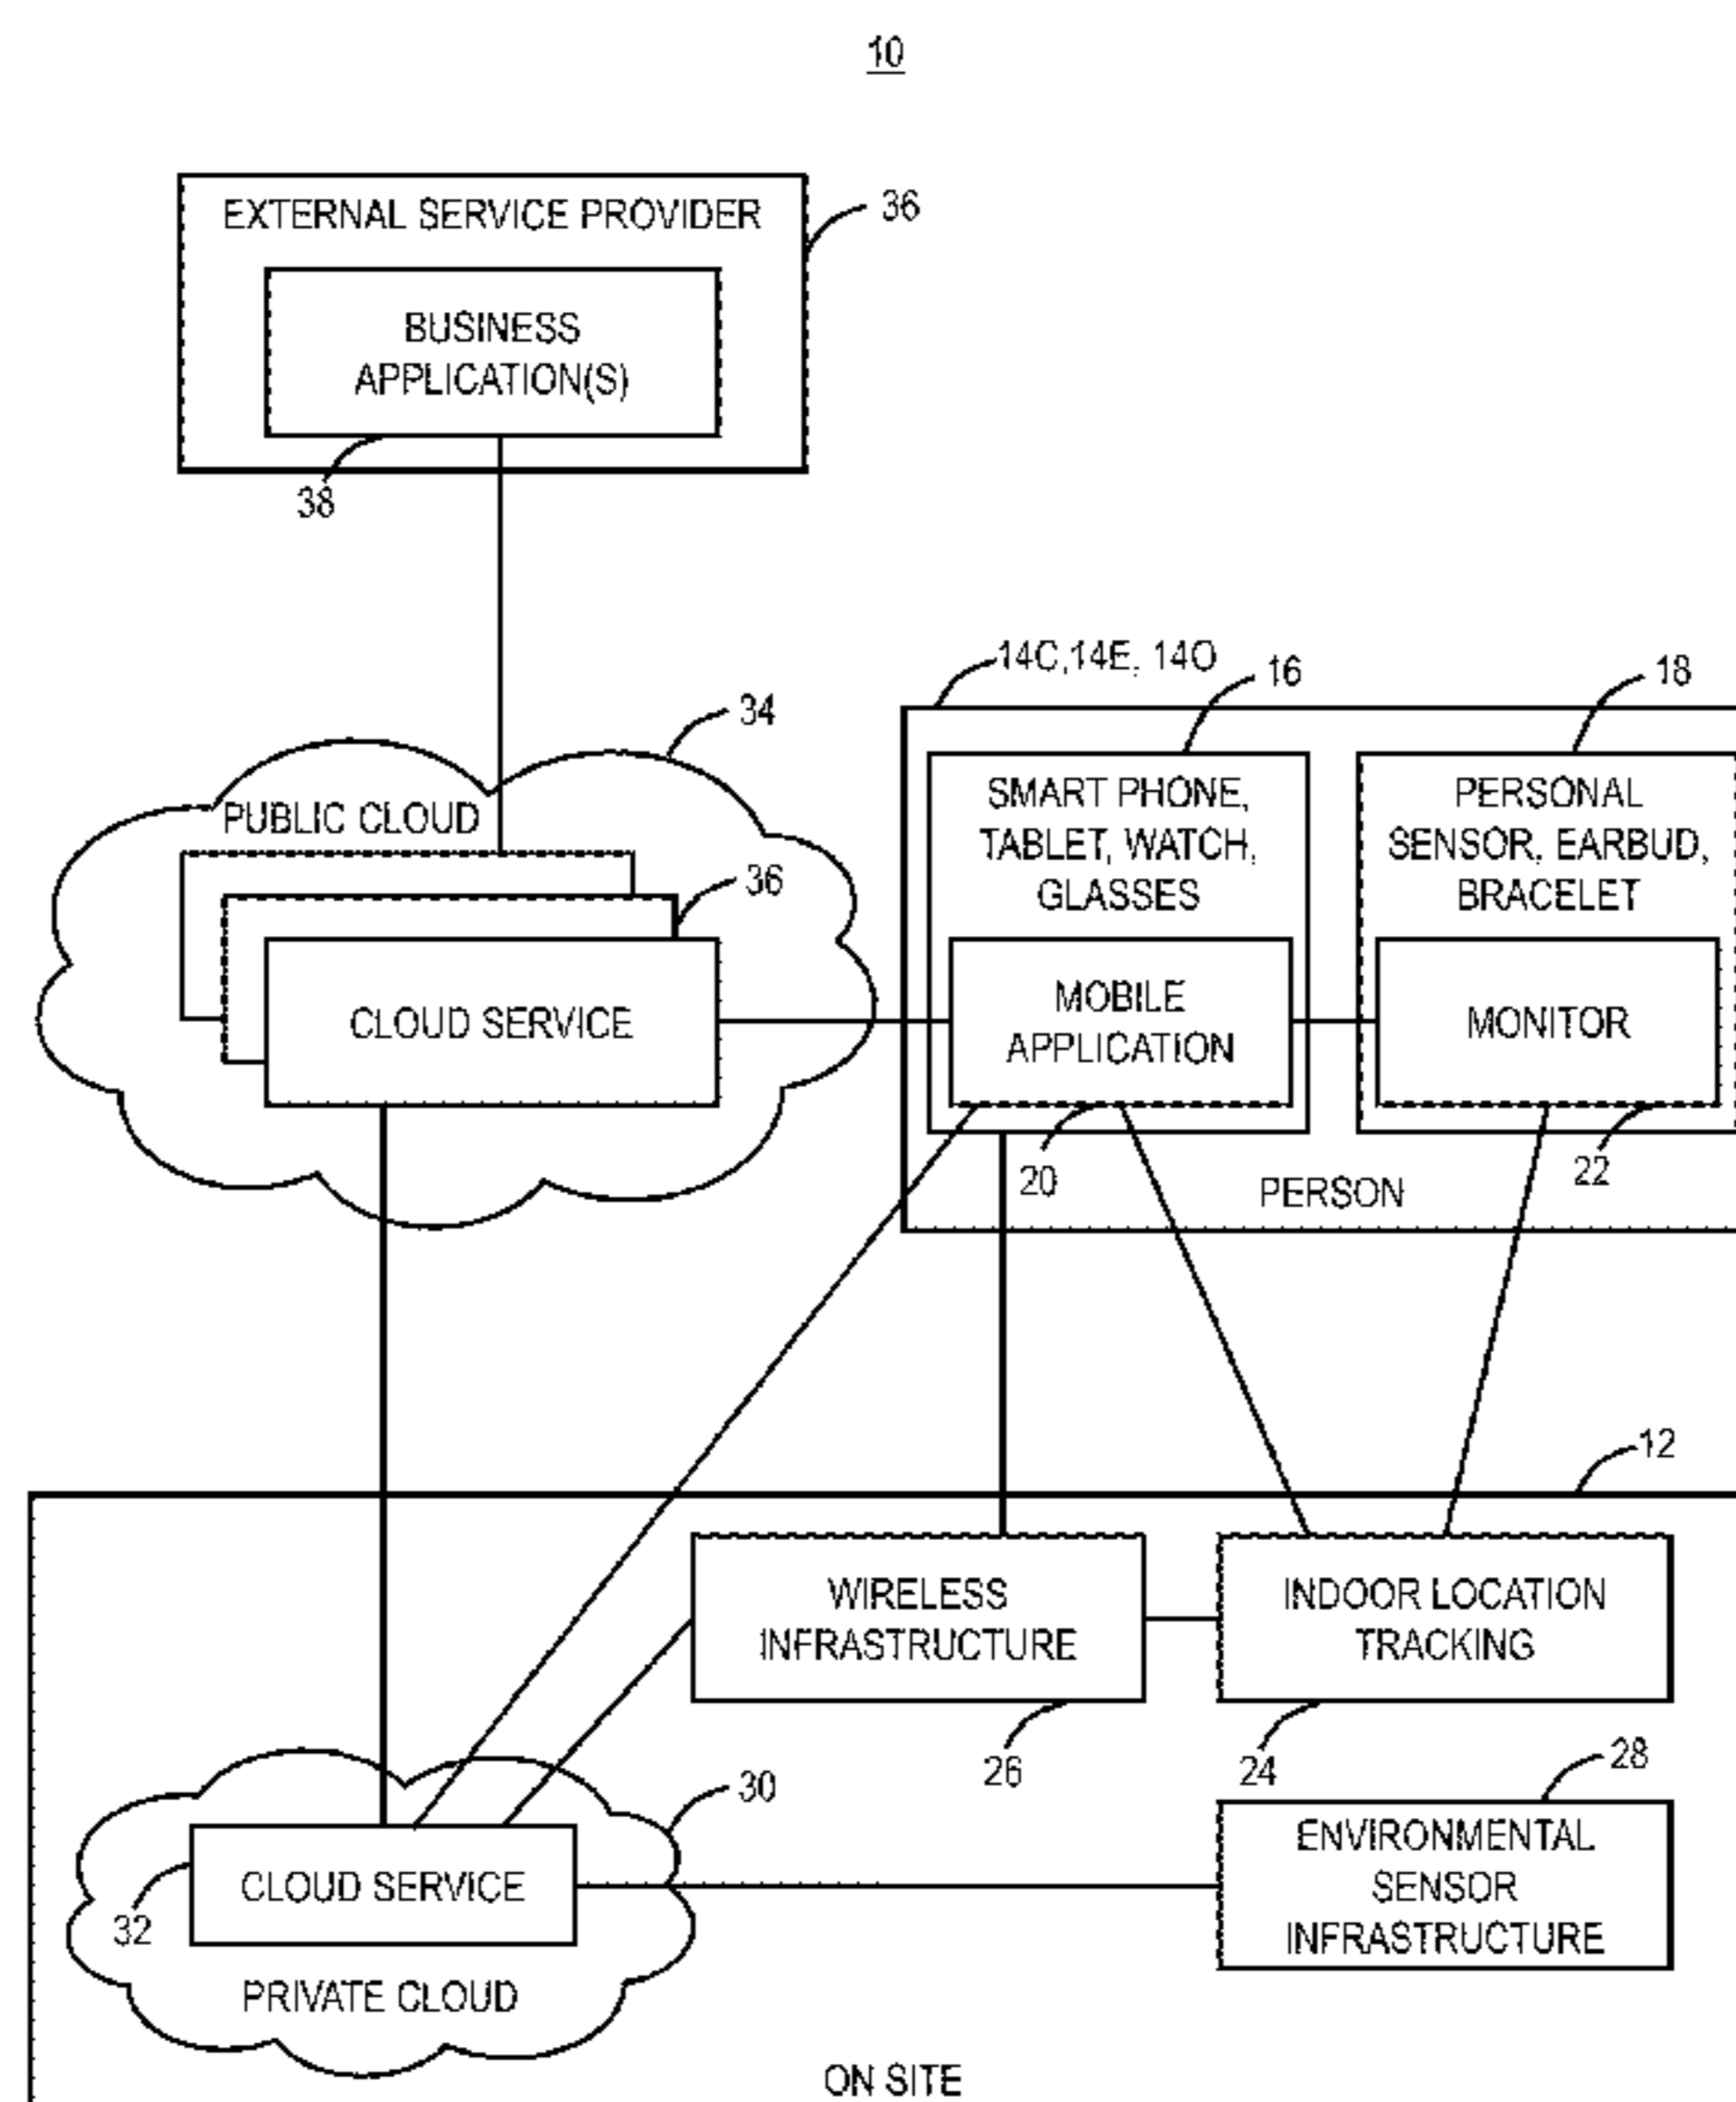 10
EXTERNAL SERVICE PROVIDER
36
BUSINESS
APPLICATION(S)
38
14C,14E, 14O
16
18
34
PUBLIC CLOUD
36
CLOUD SERVICE
SMART PHONE,
TABLET, WATCH,
GLASSES
MOBILE
APPLICATION
20
PERSONAL
SENSOR, EARBUD,
BRACELET
MONITOR
22
PERSON
12
WIRELESS
INFRASTRUCTURE
26
INDOOR LOCATION
TRACKING
24
28
ENVIRONMENTAL
SENSOR
INFRASTRUCTURE
30
CLOUD SERVICE
32
PRIVATE CLOUD
ON SITE